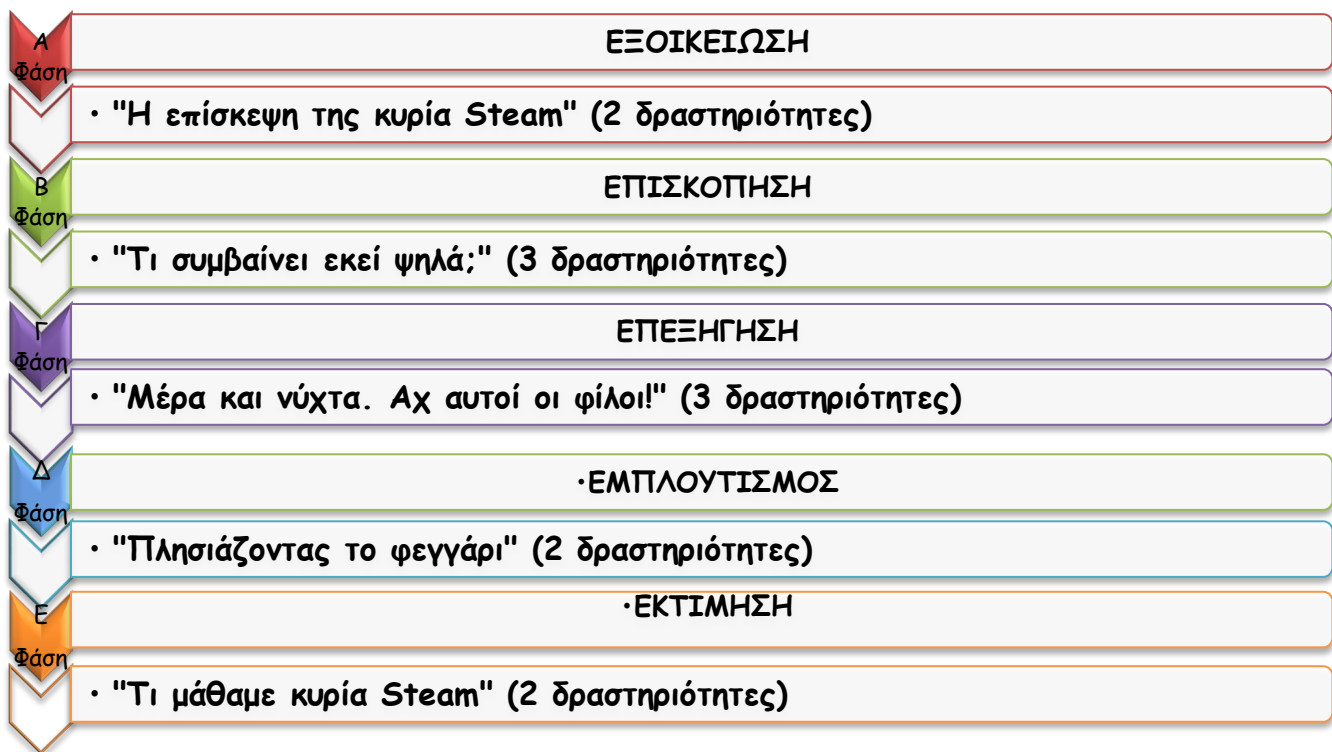 Α
Φάση
ΕΞΟΙΚΕΙΩΣΗ
• "Η επίσκεψη της κυρία Steam" (2 δραστηριότητες)
Β
Φάση
ΕΠΙΣΚΟΠΗΣΗ
• "Τι συμβαίνει εκεί ψηλά;" (3 δραστηριότητες)
Γ
Φάση
ΕΠΕΞΗΓΗΣΗ
• "Μέρα και νύχτα. Αχ αυτοί οι φίλοι!" (3 δραστηριότητες)
Δ
Φάση
•ΕΜΠΛΟΥΤΙΣΜΟΣ
• "Πλησιάζοντας το φεγγάρι" (2 δραστηριότητες)
Ε
Φάση
•ΕΚΤΙΜΗΣΗ
• "Τι μάθαμε κυρία Steam" (2 δραστηριότητες)